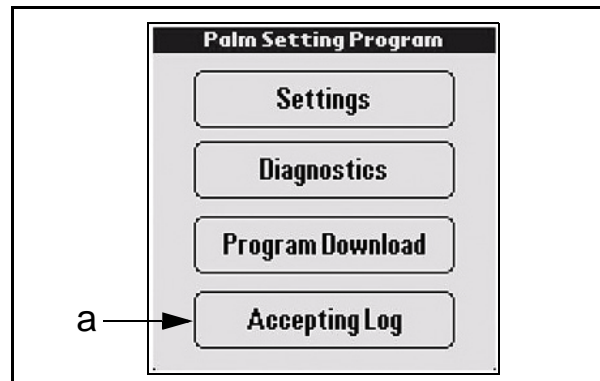 Palm Setting Program
Settings
Diagnostics
Program Download
a
Accepting Log